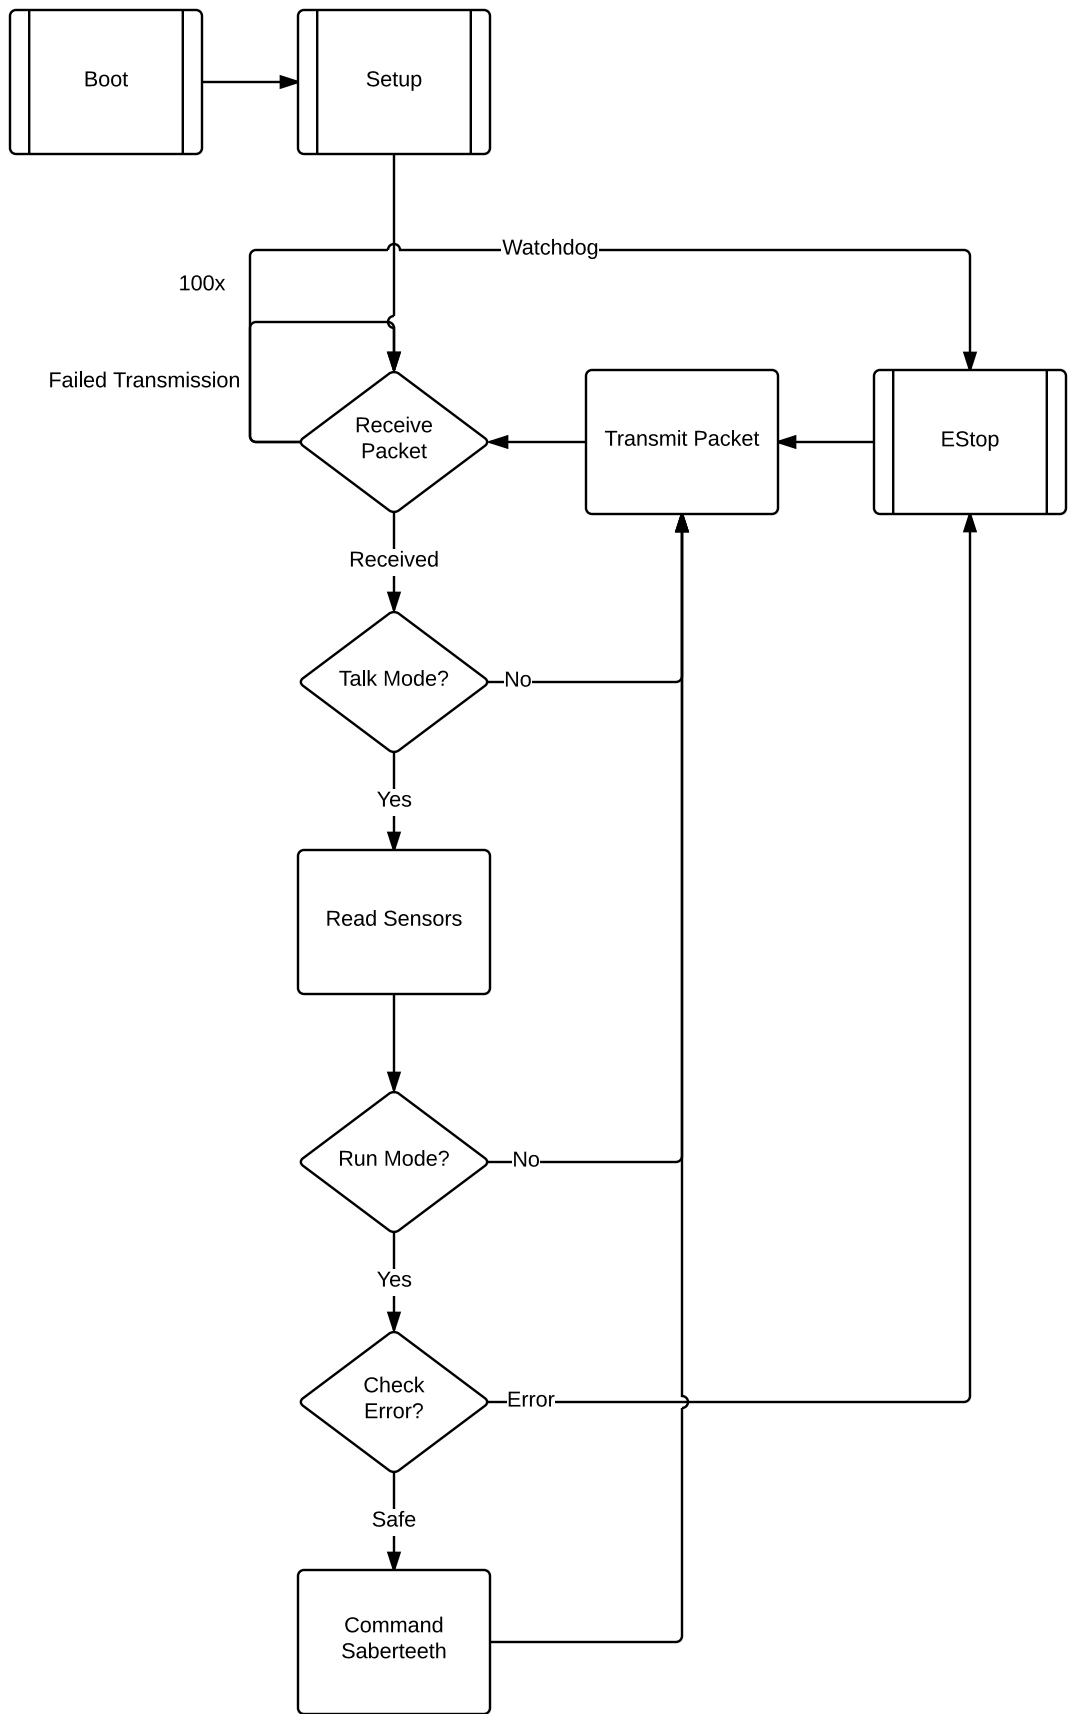 Boot
Setup
Watchdog
100x
Failed Transmission
Receive
Packet
Transmit Packet
EStop
Received
Talk Mode?
No
Yes
Read Sensors
Run Mode?
No
Yes
Check
Error?
Error
Safe
Command
Saberteeth